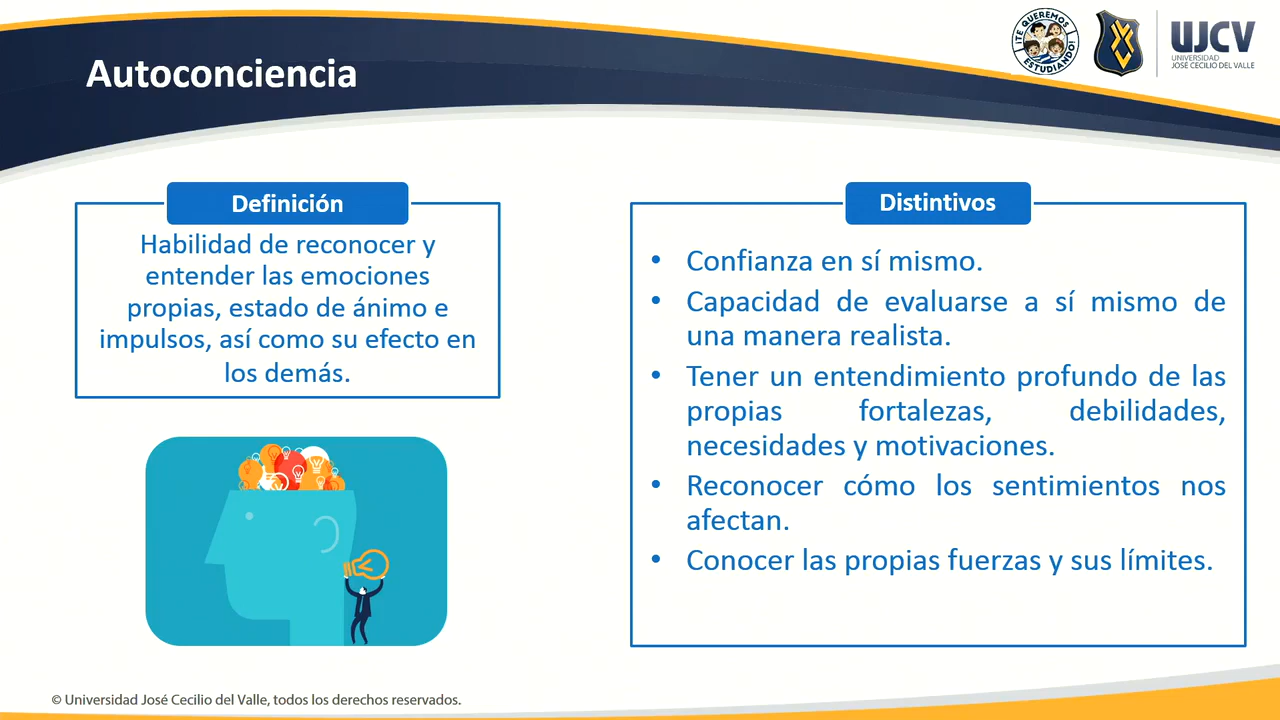 Autoconciencia
¡TE QUEREMOS
ESTUDIANDO!
UJCV
UNIVERSIDAD
JOSÉ CECILIO DEL VALLE
Definición
Habilidad de reconocer y
entender las emociones
propias, estado de ánimo e
impulsos, así como su efecto en
los demás.
Distintivos
• Confianza en sí mismo.
• Capacidad de evaluarse a sí mismo de
una manera realista.
• Tener un entendimiento profundo de las
propias fortalezas, debilidades,
necesidades y motivaciones.
• Reconocer cómo los sentimientos nos
afectan.
• Conocer las propias fuerzas y sus límites.
© Universidad José Cecilio del Valle, todos los derechos reservados.